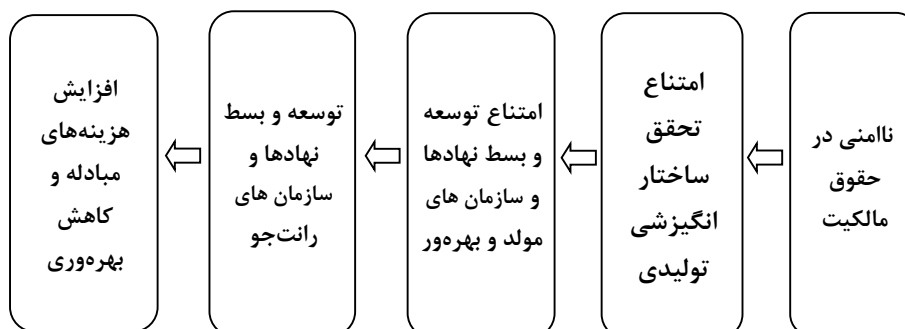 ناامنی در
حقوق
مالکیت
امتناع
تحقق
ساختار
انگیزشی
تولیدی
امتناع توسعه
و بسط نهادها
و سازمان های
مولد و بهره‌ور
توسعه و بسط
نهادها و
سازمان های
رانت‌جو
افزایش
هزینه‌های
مبادله و
کاهش
بهره‌وری